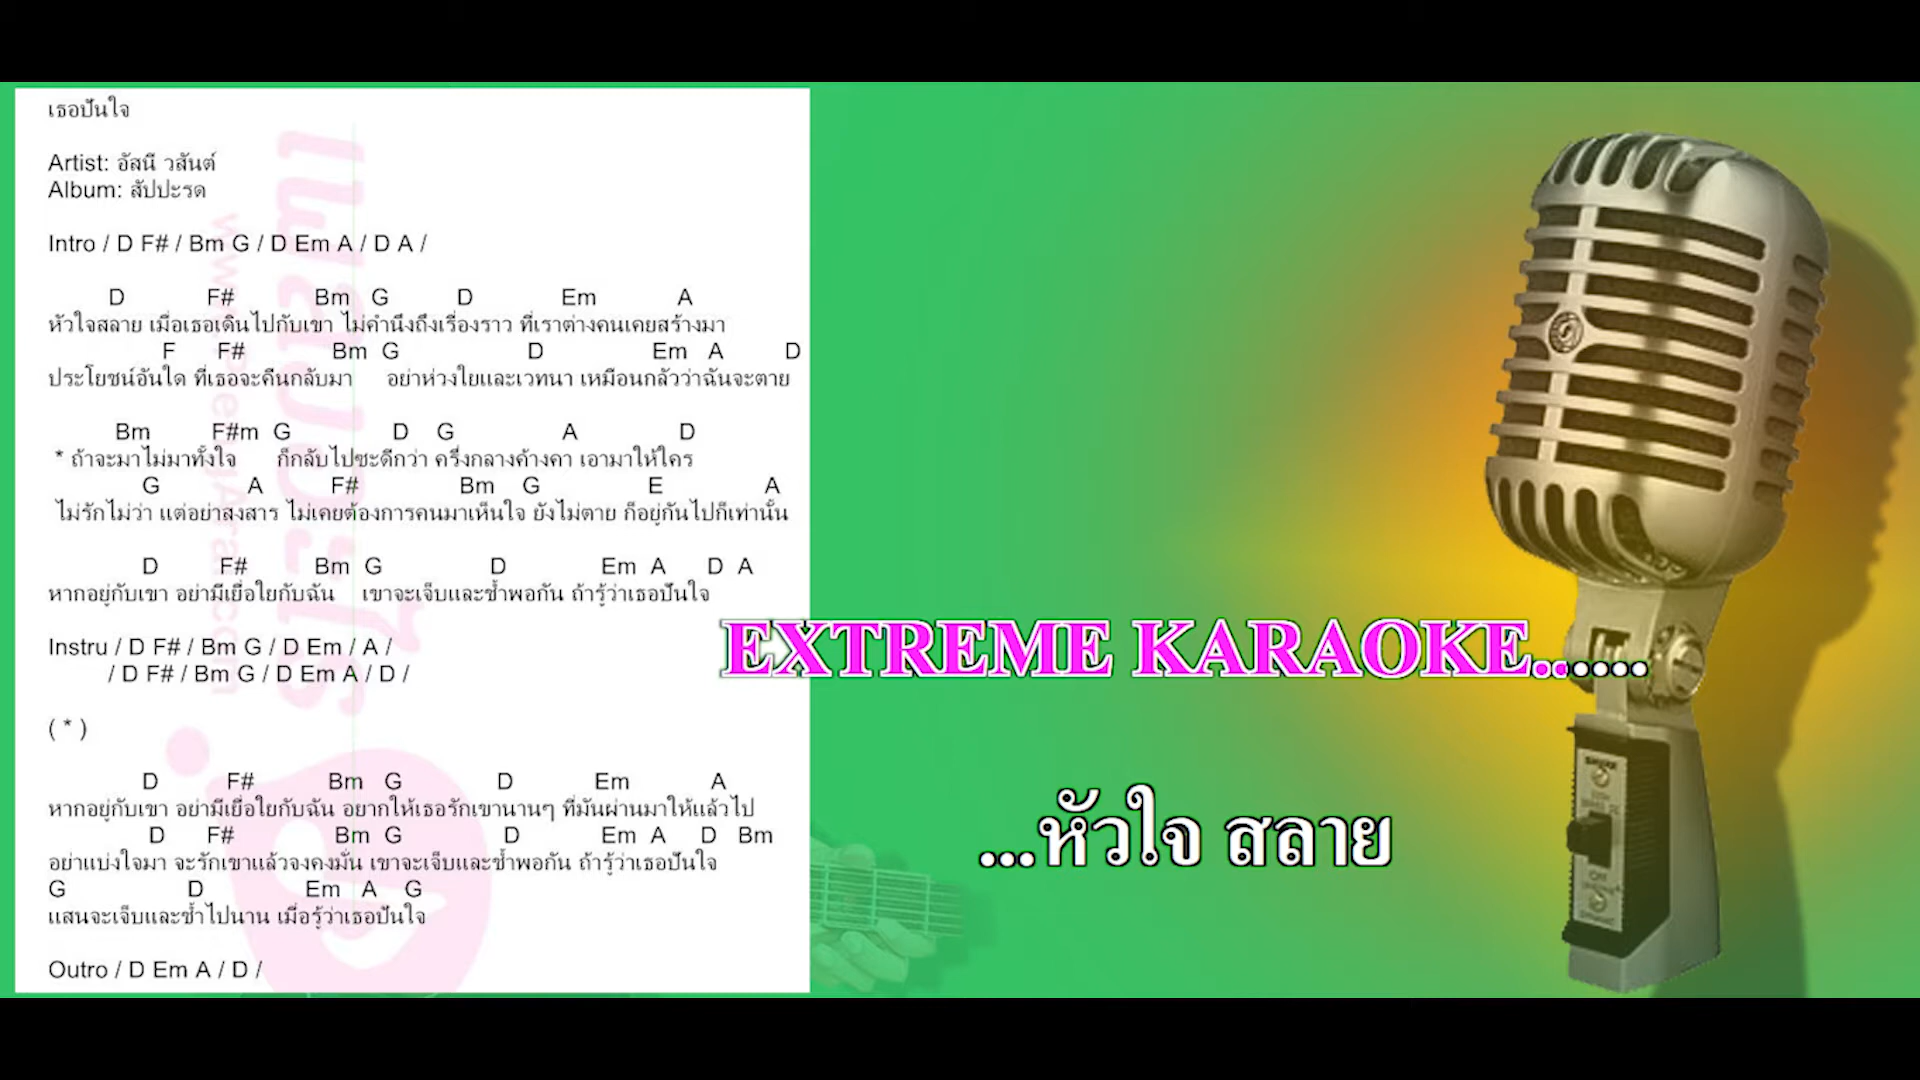 เธอปันใจ
Artist: อัสนี วสันต์
Album: สัปปะรด
Intro / D F# / Bm G / D Em A / D A /
D F# Bm G D Em A
หัวใจสลาย เมื่อเธอเดินไปกับเขา ไม่คำนึงถึงเรื่องราว ที่เราต่างคนเคยสร้างมา
F F# Bm G D Em A D
ประโยชน์อันใด ที่เธอจะคืนกลับมา อย่าห่วงใยและเวทนา เหมือนกลัวว่าฉันจะตาย
Bm F#m G D G A D
* ถ้าจะมาไม่มาทั้งใจ ก็กลับไปซะดีกว่า ครึ่งกลางค้างคา เอามาให้ใคร
G A F# Bm G E A
ไม่รักไม่ว่า แต่อย่าสงสาร ไม่เคยต้องการคนมาเห็นใจ ยังไม่ตาย ก็อยู่กันไปก็เท่านั้น
D F# Bm G D Em A D A
หากอยู่กับเขา อย่ามีเยื่อใยกับฉัน เขาจะเจ็บและช้ำพอกัน ถ้ารู้ว่าเธอปันใจ
Instru / D F# / Bm G / D Em / A /
/ D F# / Bm G / D Em A / D /
( * )
D F# Bm G D Em A
หากอยู่กับเขา อย่ามีเยื่อใยกับฉัน อยากให้เธอรักเขานานๆ ที่มันผ่านมาให้แล้วไป
D F# Bm G D Em A D Bm
อย่าแบ่งใจมา จะรักเขาแล้วจงคงมั่น เขาจะเจ็บและช้ำพอกัน ถ้ารู้ว่าเธอปันใจ
G D Em A G
แสนจะเจ็บและช้ำไปนาน เมื่อรู้ว่าเธอปันใจ
Outro / D Em A / D /
EXTREME KARAOKE......
...หัวใจ สลาย